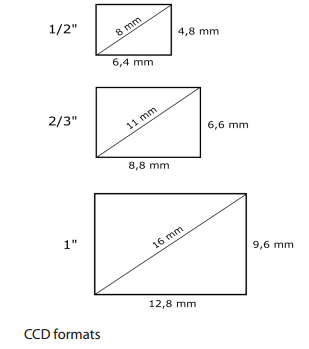 1/2"
8 mm
4,8 mm
6,4 mm
2/3"
11 mm
6,6 mm
8,8 mm
1"
16 mm
9,6 mm
12,8 mm
CCD formats